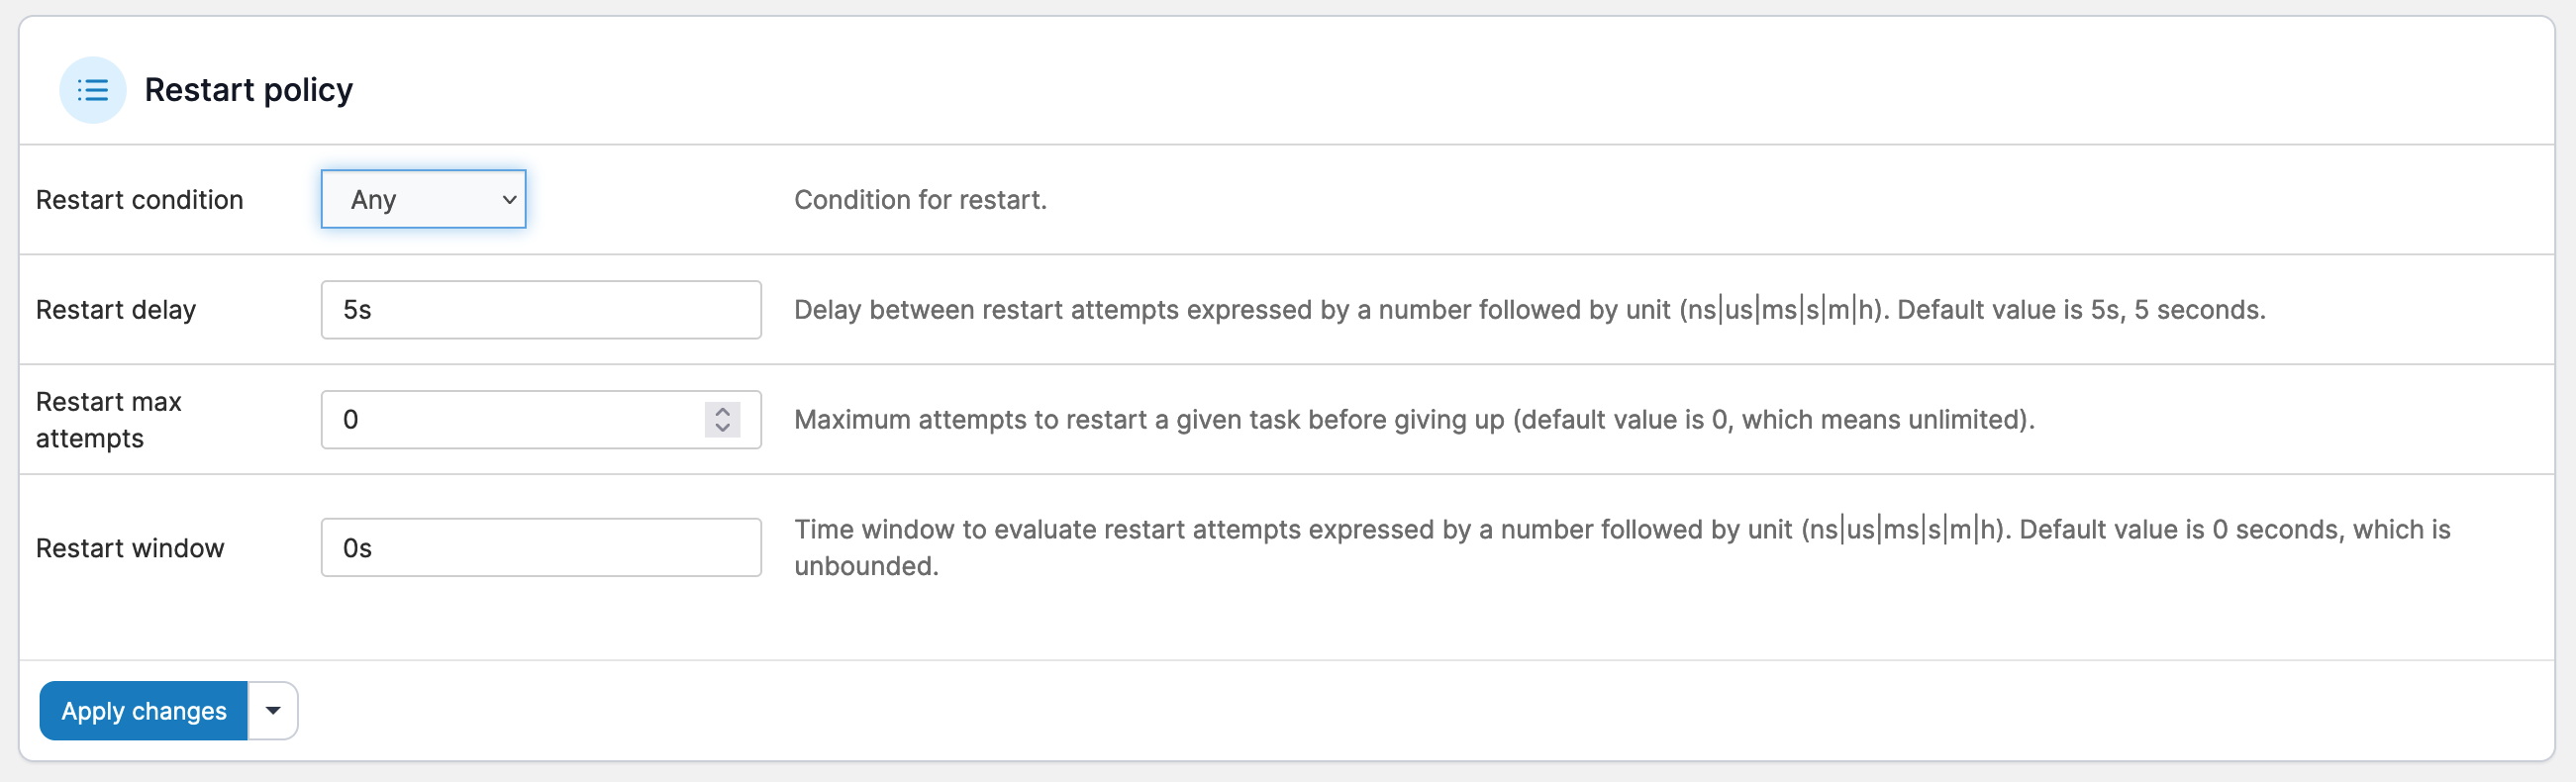 Restart policy
Restart condition
Any
Condition for restart.
Restart delay
5s
Delay between restart attempts expressed by a number followed by unit (ns|us|ms|s|m|h). Default value is 5s, 5 seconds.
Restart max
attempts
0
Maximum attempts to restart a given task before giving up (default value is 0, which means unlimited).
Restart window
0s
Time window to evaluate restart attempts expressed by a number followed by unit (ns|us|ms|s|m|h). Default value is 0 seconds, which is
unbounded.
Apply changes